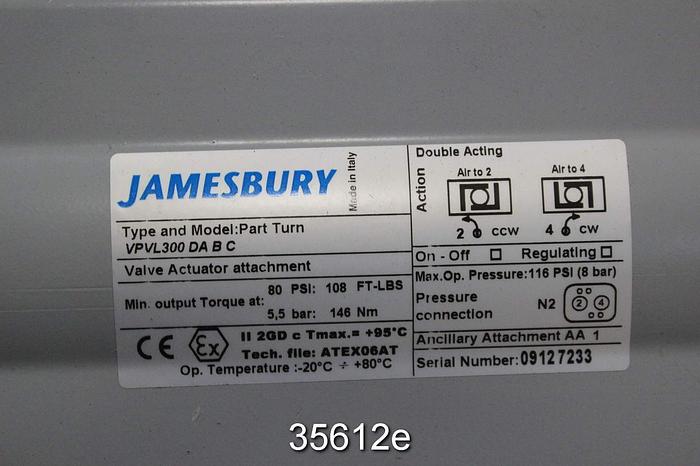 JAMESBURY
Made in Italy
Type and Model:Part Turn
VPVL300 DA B C
Valve Actuator attachment
Min. output Torque at:
80 PSI: 108 FT-LBS
5,5 bar: 146 Nm
CE Ex II 2GD c Tmax.= +95°C
Tech. file: ATEX06AT
Op. Temperature :-20°C ÷ +80°C
Double Acting
Action
Air to 2 Air to 4
2 CCW 4 CW
On - Off Regulating
Max.Op. Pressure:116 PSI (8 bar)
Pressure
connection
N2 2 4
Ancillary Attachment AA 1
Serial Number: 09127233
35612e